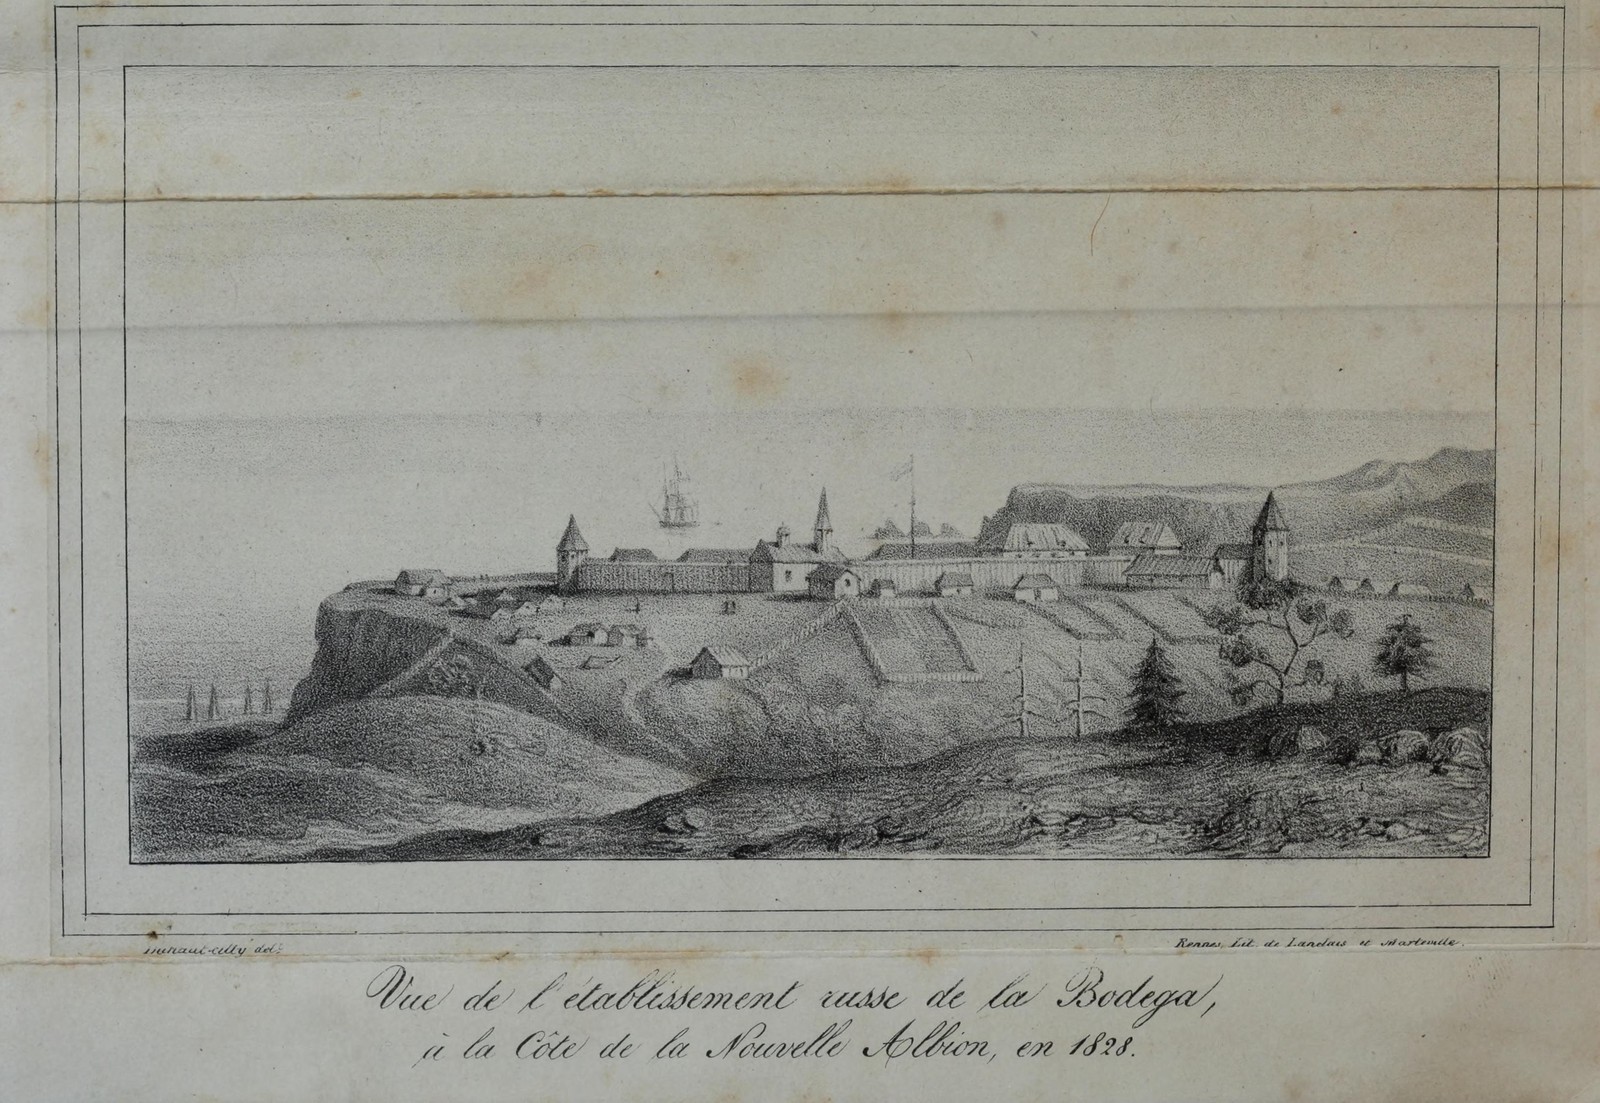 Duhaut-Cilly del.t
Rennes, Lit. de Landais et Marteville.
Vue de l'établissement russe de la Bodega,
à la Côte de la Nouvelle Albion, en 1828.